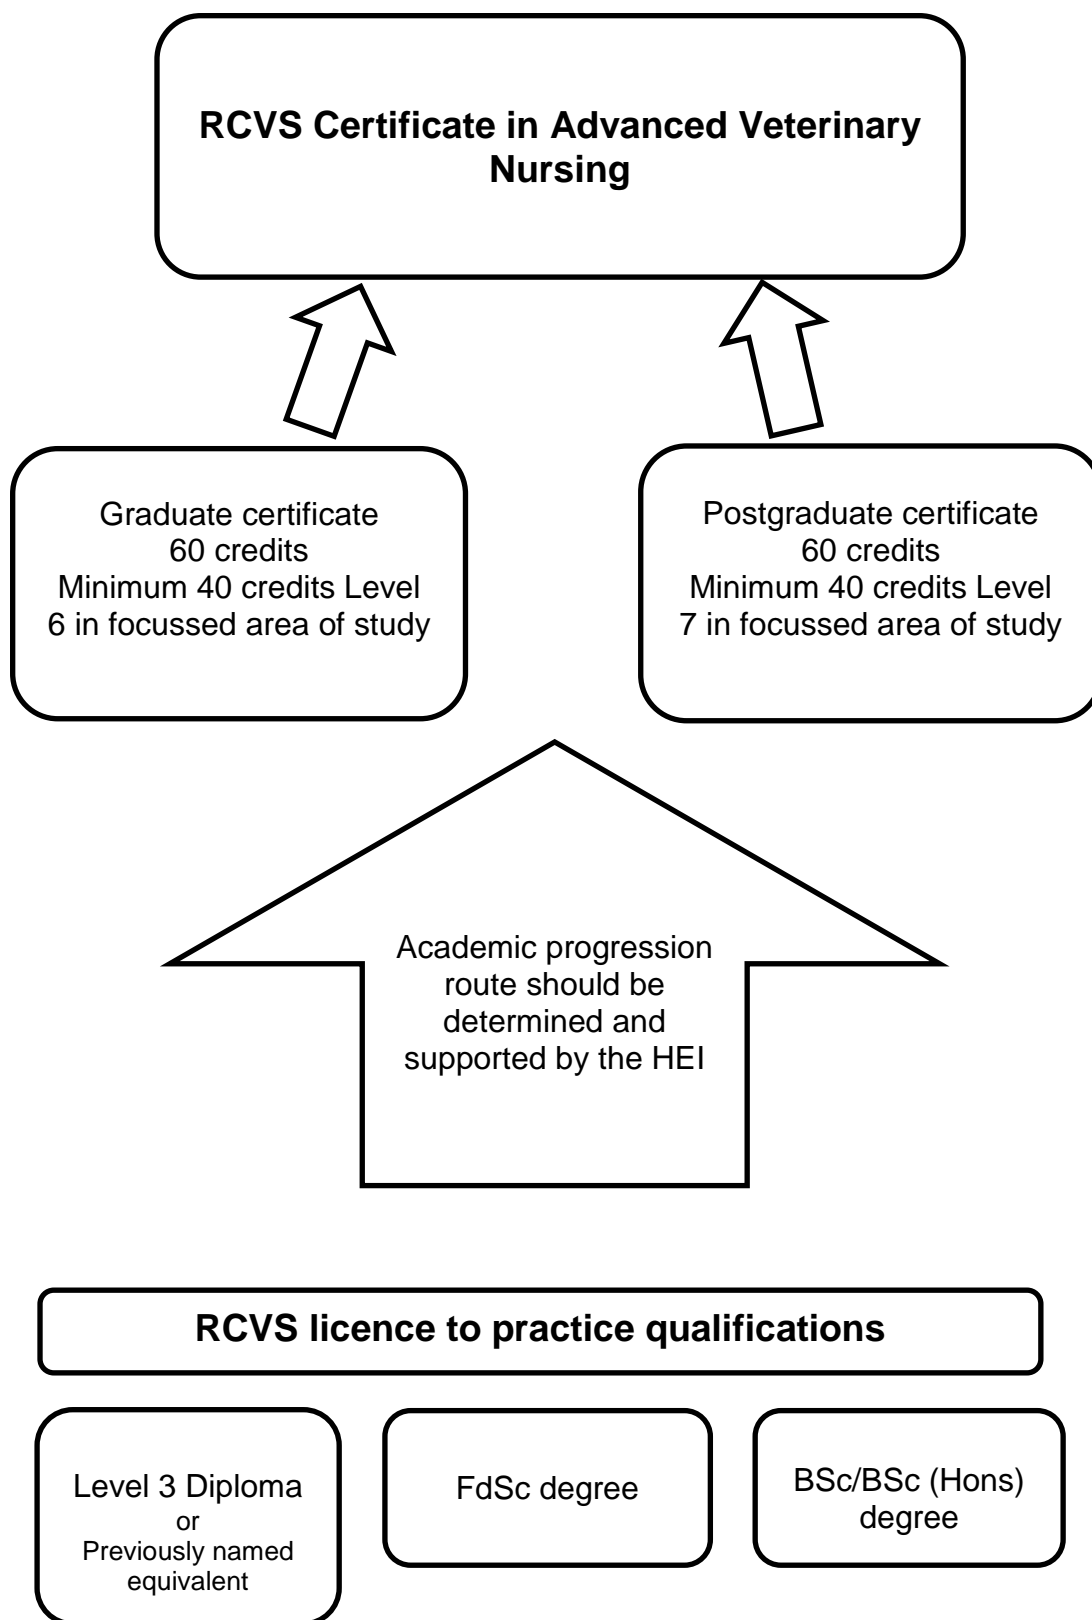 RCVS Certificate in Advanced Veterinary
Nursing
Graduate certificate
60 credits
Minimum 40 credits Level
6 in focussed area of study
Postgraduate certificate
60 credits
Minimum 40 credits Level
7 in focussed area of study
Academic progression
route should be
determined and
supported by the HEI
RCVS licence to practice qualifications
Level 3 Diploma
or
Previously named
equivalent
FdSc degree
BSc/BSc (Hons)
degree